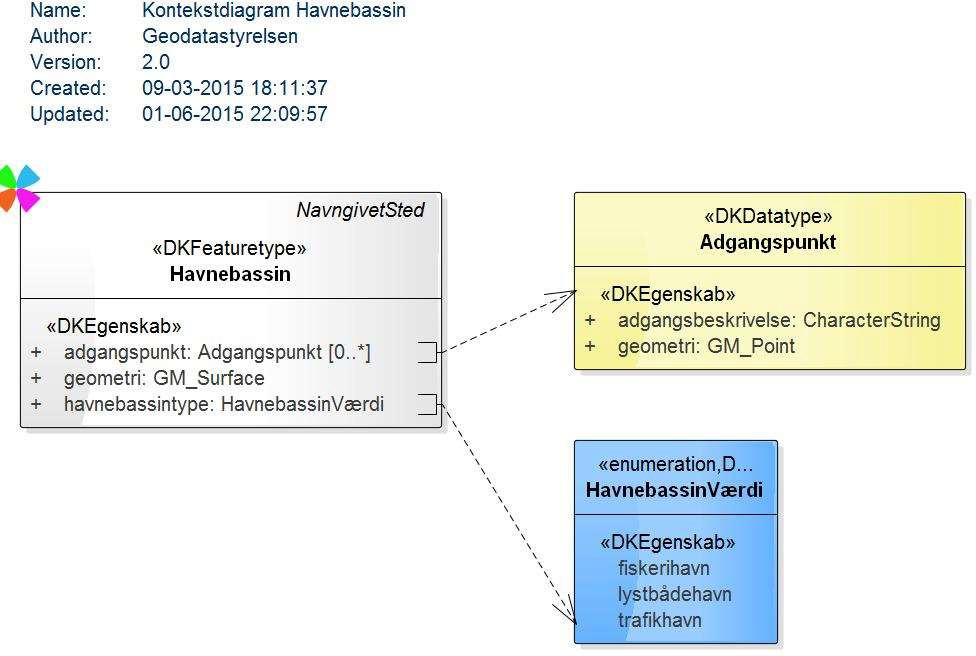 Name: Kontekstdiagram Havnebassin
Author: Geodatastyrelsen
Version: 2.0
Created: 09-03-2015 18:11:37
Updated: 01-06-2015 22:09:57
NavngivetSted
«DKFeaturetype»
Havnebassin
«DKEgenskab»
+ adgangspunkt: Adgangspunkt [0..*]
+ geometri: GM_Surface
+ havnebassintype: HavnebassinVærdi
«DKDatatype»
Adgangspunkt
«DKEgenskab»
+ adgangsbeskrivelse: CharacterString
+ geometri: GM_Point
«enumeration,D...
HavnebassinVærdi
«DKEgenskab»
fiskerihavn
lystbådehavn
trafikhavn